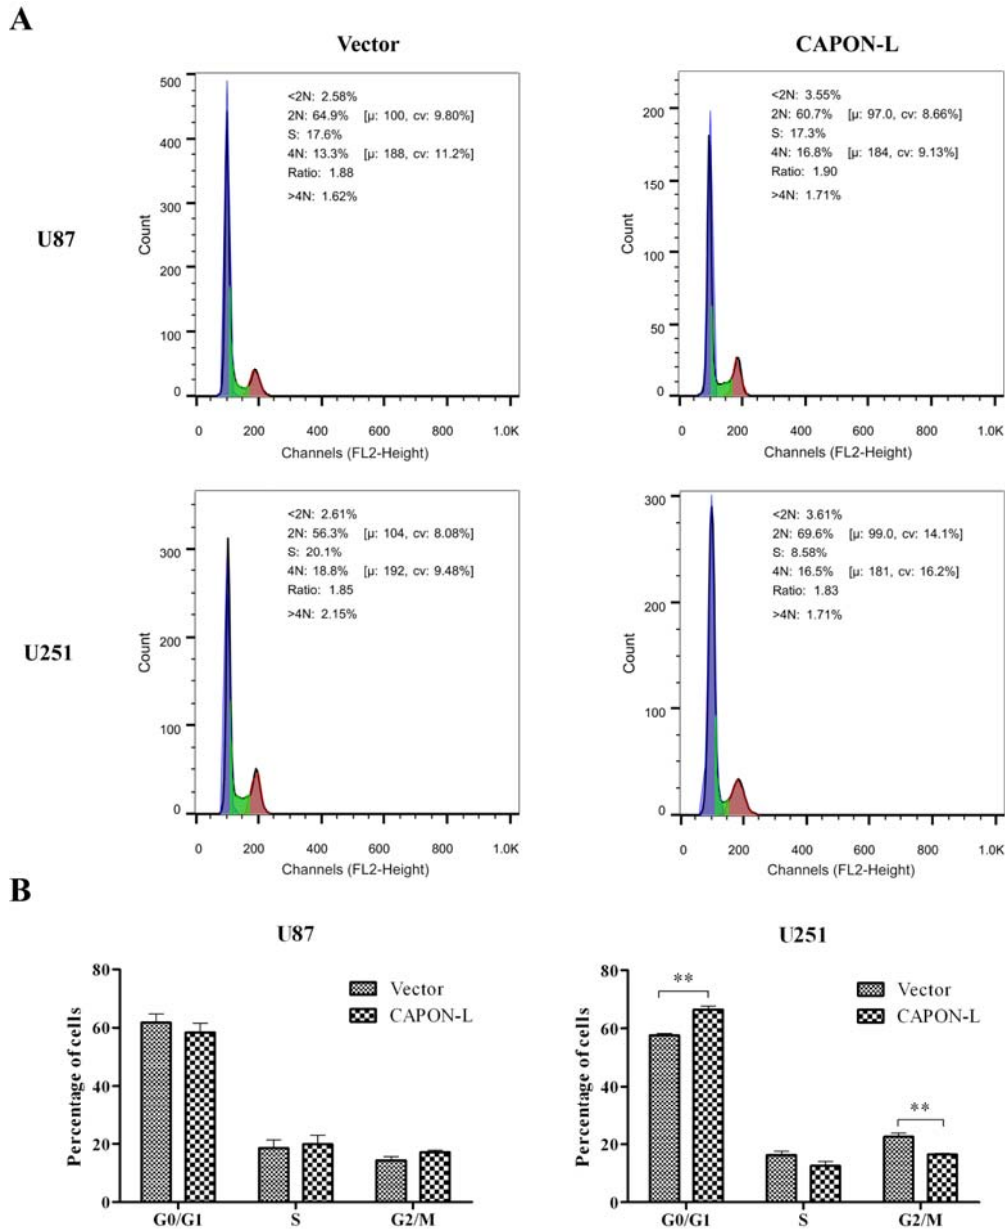 A
Vector
CAPON-L
U87
500
400
300
200
100
0
Count
<2N: 2.58%
2N: 64.9% [μ: 100, cv: 9.80%]
S: 17.6%
4N: 13.3% [μ: 188, cv: 11.2%]
Ratio: 1.88
>4N: 1.62%
0 200 400 600 800 1.0K
Channels (FL2-Height)
200
150
100
50
0
Count
<2N: 3.55%
2N: 60.7% [μ: 97.0, cv: 8.66%]
S: 17.3%
4N: 16.8% [μ: 184, cv: 9.13%]
Ratio: 1.90
>4N: 1.71%
0 200 400 600 800 1.0K
Channels (FL2-Height)
U251
300
200
100
0
Count
<2N: 2.61%
2N: 56.3% [μ: 104, cv: 8.08%]
S: 20.1%
4N: 18.8% [μ: 192, cv: 9.48%]
Ratio: 1.85
>4N: 2.15%
0 200 400 600 800 1.0K
Channels (FL2-Height)
300
200
100
0
Count
<2N: 3.61%
2N: 69.6% [μ: 99.0, cv: 14.1%]
S: 8.58%
4N: 16.5% [μ: 181, cv: 16.2%]
Ratio: 1.83
>4N: 1.71%
0 200 400 600 800 1.0K
Channels (FL2-Height)
B
U87
Percentage of cells
80
60
40
20
0
Vector
CAPON-L
G0/G1 S G2/M
U251
Percentage of cells
80
60
40
20
0
**
**
Vector
CAPON-L
G0/G1 S G2/M